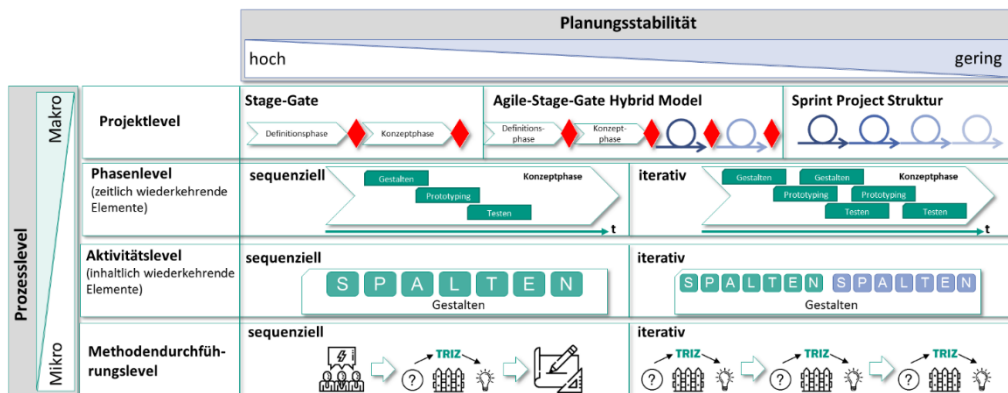 Planungsstabilität
hoch
gering
Prozesslevel
Makro
Mikro
Projektlevel
Stage-Gate
Definitionsphase
Konzeptphase
Agile-Stage-Gate Hybrid Model
Definitions-
phase
Konzept-
phase
Sprint Project Struktur
Phasenlevel
(zeitlich wiederkehrende
Elemente)
sequenziell
Konzeptphase
Gestalten
Prototyping
Testen
t
iterativ
Konzeptphase
Gestalten
Gestalten
Prototyping
Prototyping
Testen
Testen
t
Aktivitätslevel
(inhaltlich wiederkehrende
Elemente)
sequenziell
S P A L T E N
Gestalten
iterativ
S P A L T E N S P A L T E N
Gestalten
Methodendurchfüh-
rungslevel
sequenziell
TRIZ
?
iterativ
TRIZ
?
TRIZ
?
TRIZ
?